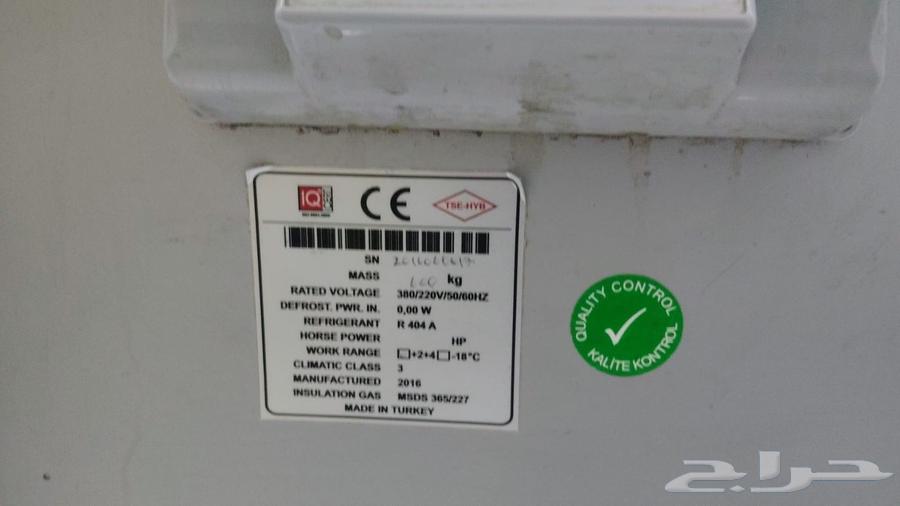 IQ
CE
TSE-HYB
SN
MASS kg
RATED VOLTAGE 380/220V/50/60HZ
DEFROST. PWR. IN. 0,00 W
REFRIGERANT R 404 A
HORSE POWER HP
WORK RANGE +2+4 -18°C
CLIMATIC CLASS 3
MANUFACTURED 2016
INSULATION GAS MSDS 365/227
MADE IN TURKEY
QUALITY CONTROL
KALİTE KONTROL
حراج